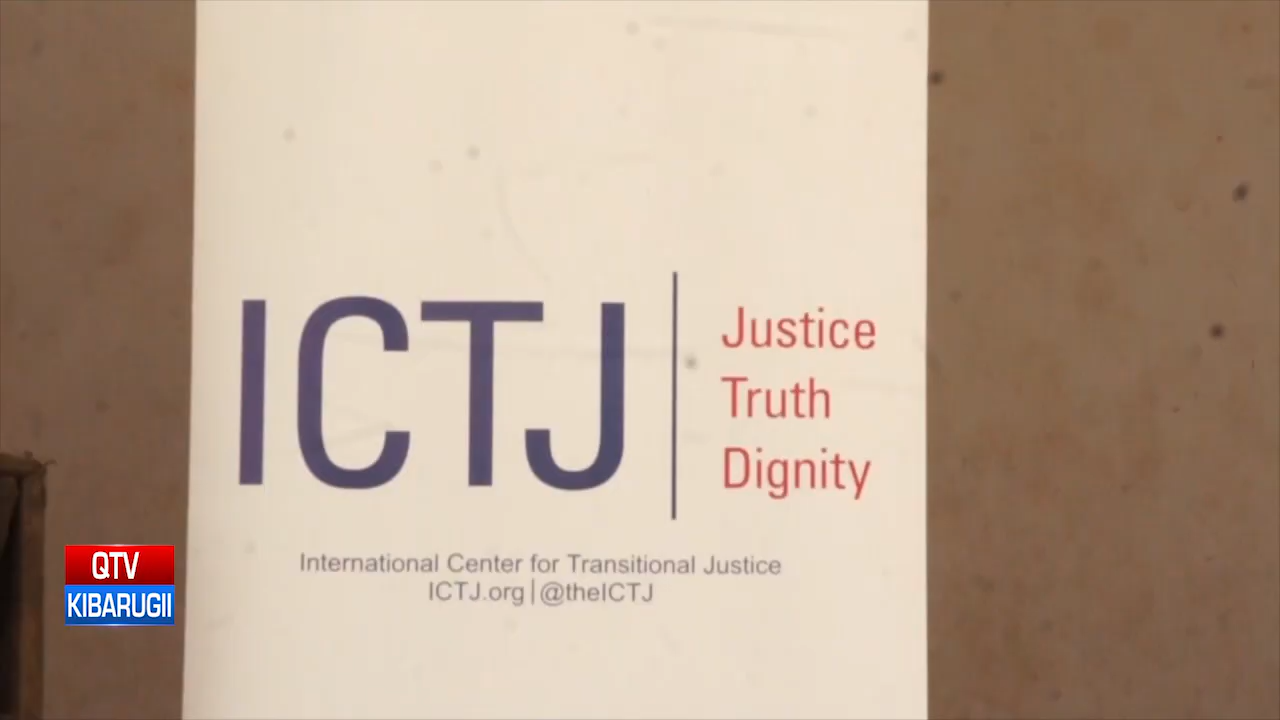 ICTJ
Justice
Truth
Dignity
International Center for Transitional Justice
ICTJ.org|@theICTJ
QTV
KIBARUGII